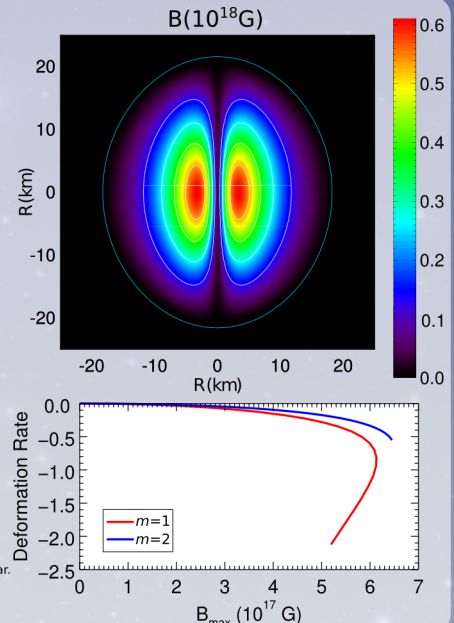 B(10¹⁸G)
20
10
0
-10
-20
R(km)
-20 -10 0 10 20
R(km)
0.6
0.5
0.4
0.3
0.2
0.1
0.0
0.0
-0.5
-1.0
-1.5
-2.0
-2.5
Deformation Rate
m=1
m=2
ar.
0 1 2 3 4 5 6 7
Bmax (10¹⁷ G)